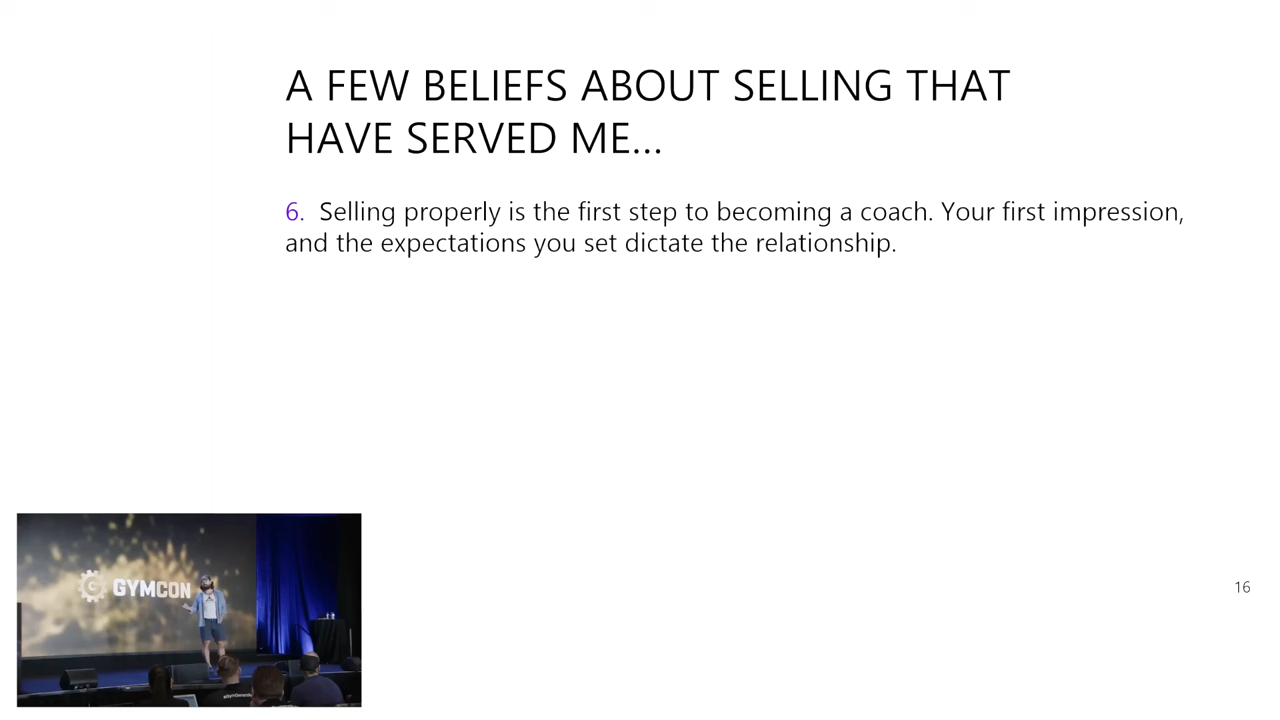 A FEW BELIEFS ABOUT SELLING THAT
HAVE SERVED ME...
6. Selling properly is the first step to becoming a coach. Your first impression,
and the expectations you set dictate the relationship.
GYMCON
16